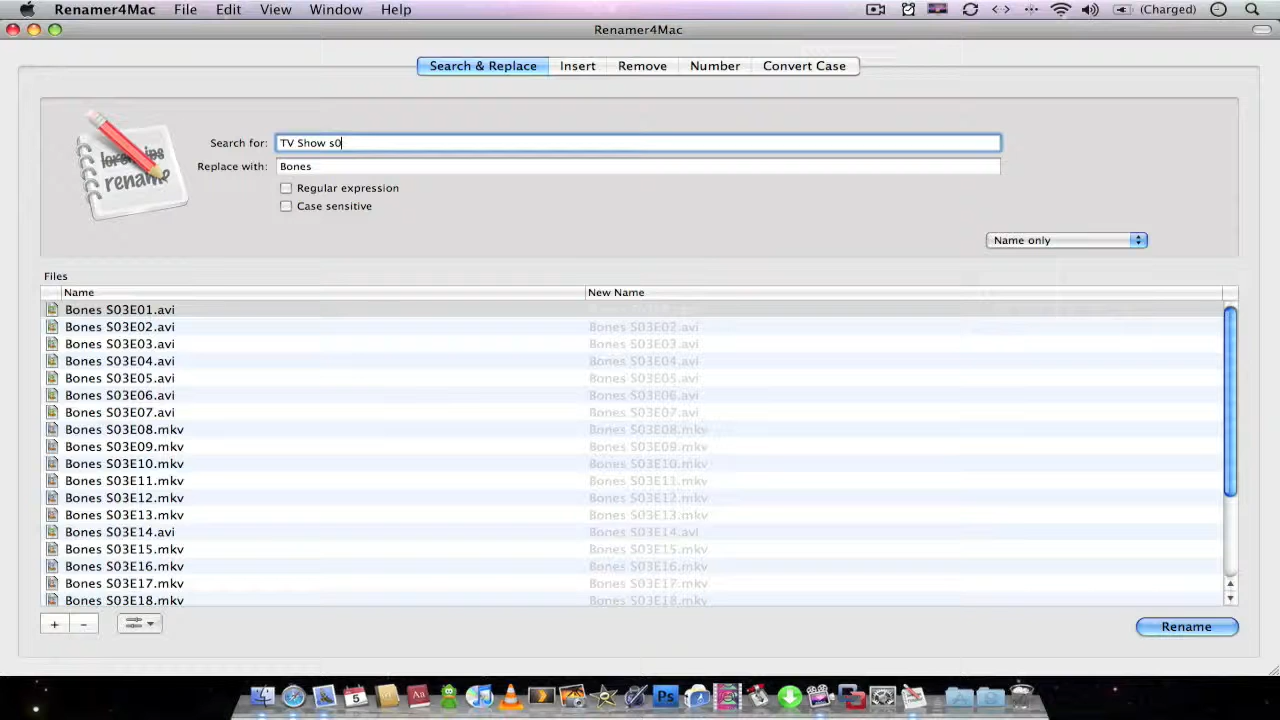 Renamer4Mac File Edit View Window Help (Charged)
Renamer4Mac
Search & Replace Insert Remove Number Convert Case
Search for: TV Show s0
Replace with: Bones
Regular expression
Case sensitive
Name only
Files
Name New Name
Bones S03E01.avi
Bones S03E02.avi Bones S03E02.avi
Bones S03E03.avi Bones S03E03.avi
Bones S03E04.avi Bones S03E04.avi
Bones S03E05.avi Bones S03E05.avi
Bones S03E06.avi Bones S03E06.avi
Bones S03E07.avi Bones S03E07.avi
Bones S03E08.mkv Bones S03E08.mkv
Bones S03E09.mkv Bones S03E09.mkv
Bones S03E10.mkv Bones S03E10.mkv
Bones S03E11.mkv Bones S03E11.mkv
Bones S03E12.mkv Bones S03E12.mkv
Bones S03E13.mkv Bones S03E13.mkv
Bones S03E14.avi Bones S03E14.avi
Bones S03E15.mkv Bones S03E15.mkv
Bones S03E16.mkv Bones S03E16.mkv
Bones S03E17.mkv Bones S03E17.mkv
Bones S03E18.mkv Bones S03E18.mkv
+ -
Rename
5 Ps